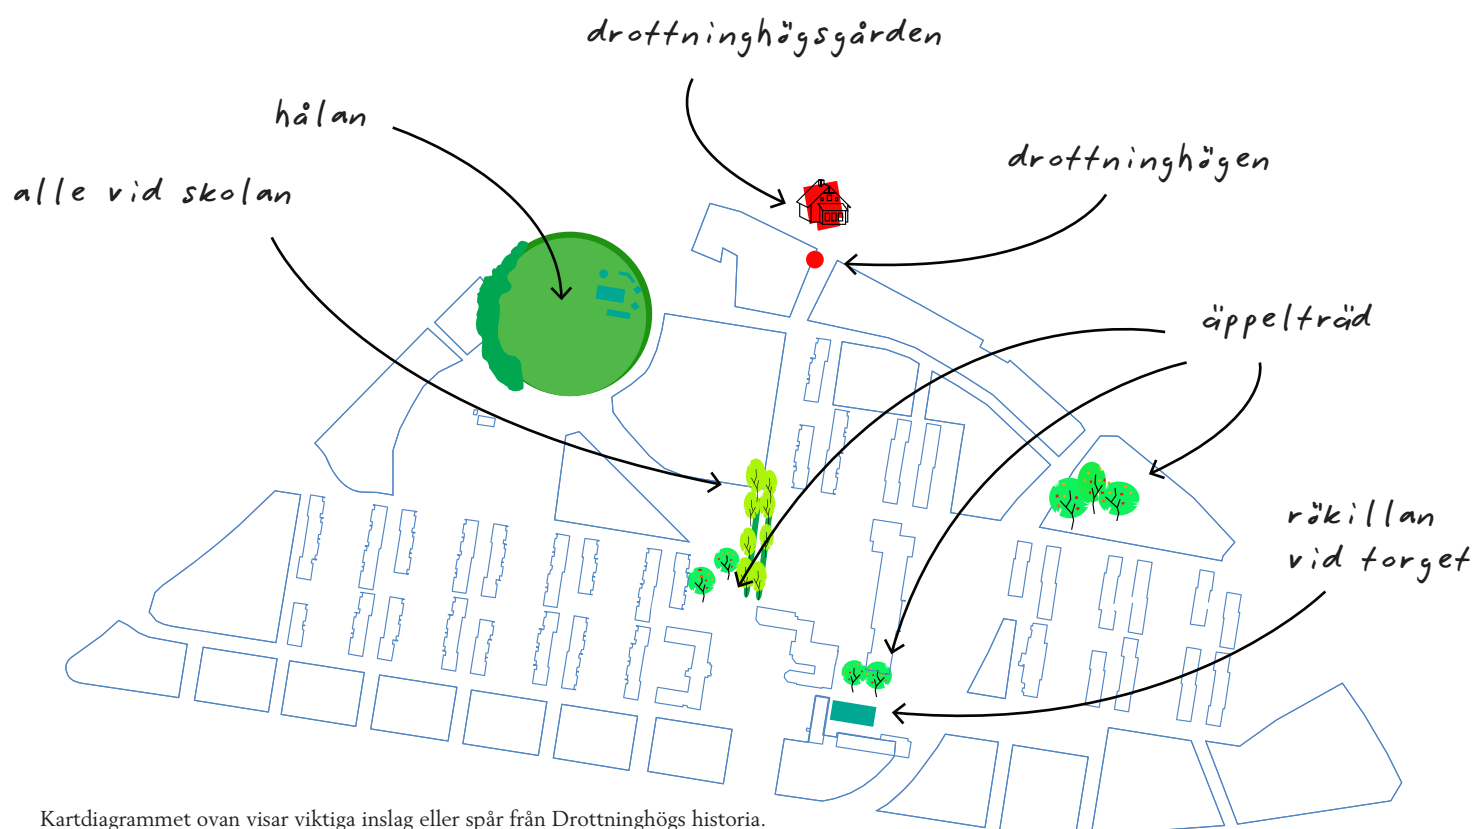 drottninghögsgården
hålan
drottninghögen
alle vid skolan
äppelträd
rökillan
vid torget
Kartdiagrammet ovan visar viktiga inslag eller spår från Drottninghögs historia.